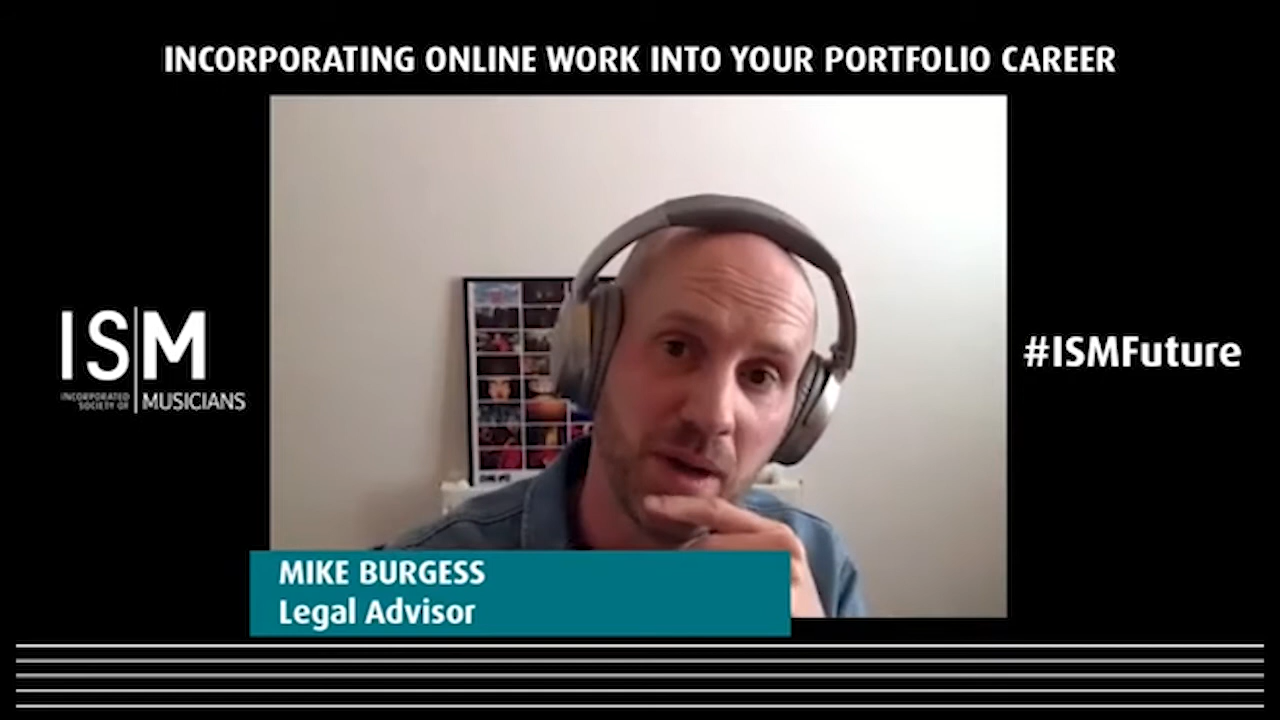 INCORPORATING ONLINE WORK INTO YOUR PORTFOLIO CAREER
ISM
INCORPORATED
SOCIETY OF
MUSICIANS
#ISMFuture
MIKE BURGESS
Legal Advisor